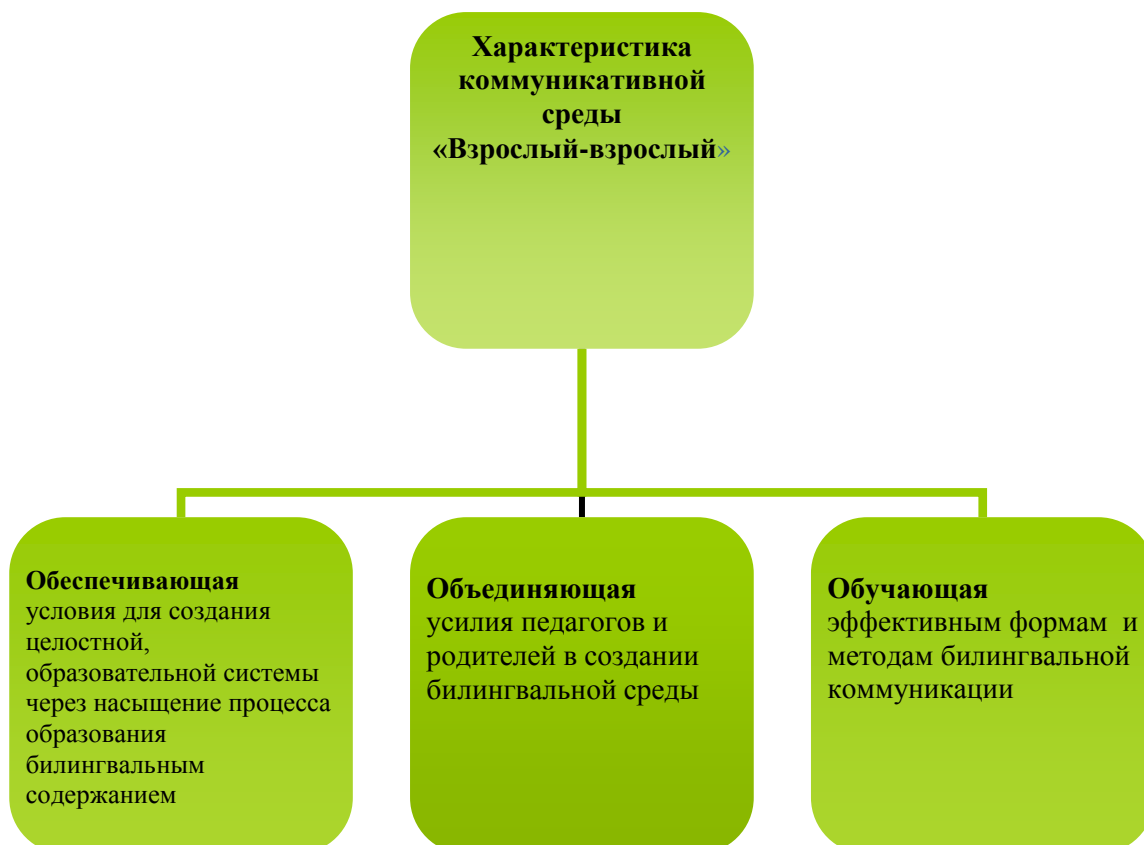 Характеристика
коммуникативной
среды
«Взрослый-взрослый»
Обеспечивающая
условия для создания
целостной,
образовательной системы
через насыщение процесса
образования
билингвальным
содержанием
Объединяющая
усилия педагогов и
родителей в создании
билингвальной среды
Обучающая
эффективным формам и
методам билингвальной
коммуникации